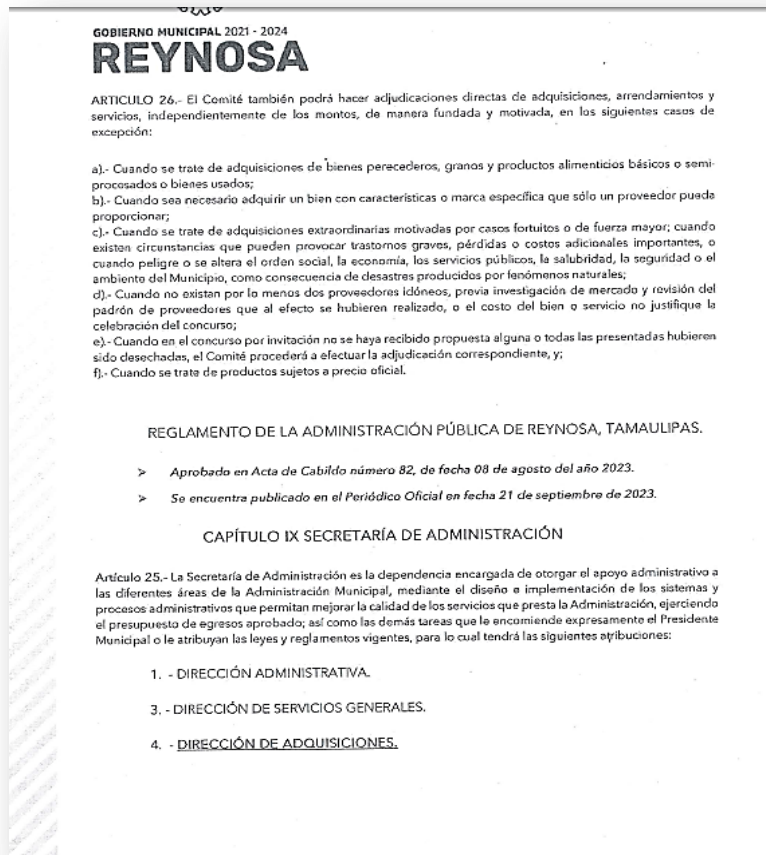 GOBIERNO MUNICIPAL 2021 - 2024
REYNOSA
ARTICULO 26.- El Comité también podrá hacer adjudicaciones directas de adquisiciones, arrendamientos y
servicios, independientemente de los montos, de manera fundada y motivada, en los siguientes casos de
excepción:
a).- Cuando se trate de adquisiciones de bienes perecederos, granos y productos alimenticios básicos o semi-
procesados o bienes usados;
b).- Cuando sea necesario adquirir un bien con características o marca específica que sólo un proveedor pueda
proporcionar;
c).- Cuando se trate de adquisiciones extraordinarias motivadas por casos fortuitos o de fuerza mayor; cuando
existen circunstancias que pueden provocar trastornos graves, pérdidas o costos adicionales importantes, o
cuando peligre o se altera el orden social, la economía, los servicios públicos, la salubridad, la seguridad o el
ambiente del Municipio, como consecuencia de desastres producidos por fenómenos naturales;
d).- Cuando no existan por lo menos dos proveedores idóneos, previa investigación de mercado y revisión del
padrón de proveedores que al efecto se hubieren realizado, o el costo del bien o servicio no justifique la
celebración del concurso;
e).- Cuando en el concurso por invitación no se haya recibido propuesta alguna o todas las presentadas hubieren
sido desechadas, el Comité procederá a efectuar la adjudicación correspondiente, y;
f).- Cuando se trate de productos sujetos a precio oficial.
REGLAMENTO DE LA ADMINISTRACIÓN PÚBLICA DE REYNOSA, TAMAULIPAS.
➤ Aprobado en Acta de Cabildo número 82, de fecha 08 de agosto del año 2023.
➤ Se encuentra publicado en el Periódico Oficial en fecha 21 de septiembre de 2023.
CAPÍTULO IX SECRETARÍA DE ADMINISTRACIÓN
Artículo 25.- La Secretaría de Administración es la dependencia encargada de otorgar el apoyo administrativo a
las diferentes áreas de la Administración Municipal, mediante el diseño e implementación de los sistemas y
procesos administrativos que permitan mejorar la calidad de los servicios que presta la Administración, ejerciendo
el presupuesto de egresos aprobado; así como las demás tareas que le encomiende expresamente el Presidente
Municipal o le atribuyan las leyes y reglamentos vigentes, para lo cual tendrá las siguientes atribuciones:
1. - DIRECCIÓN ADMINISTRATIVA.
3. - DIRECCIÓN DE SERVICIOS GENERALES.
4. - DIRECCIÓN DE ADQUISICIONES.